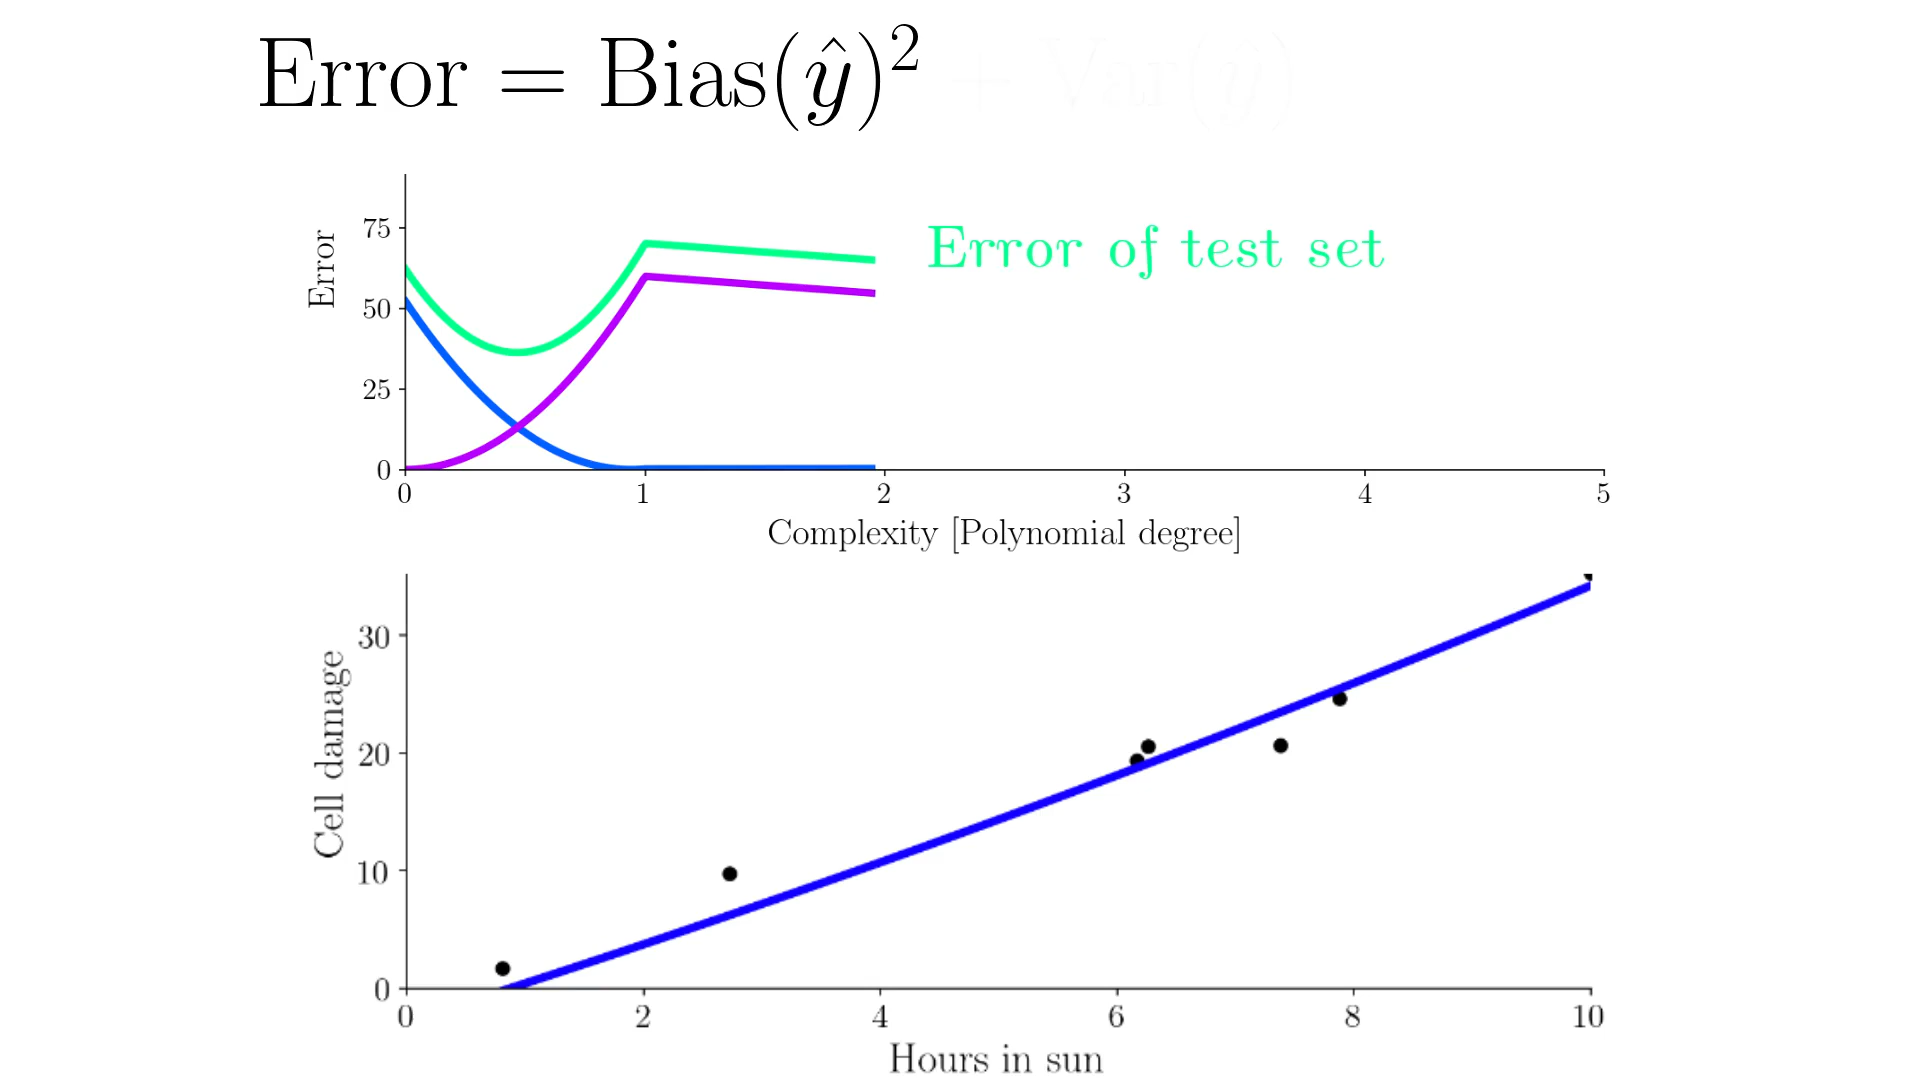 Error = Bias(ŷ)² + Var(ŷ)
Error
75
50
25
0
Error of test set
0 1 2 3 4 5
Complexity [Polynomial degree]
Cell damage
30
20
10
0
0 2 4 6 8 10
Hours in sun